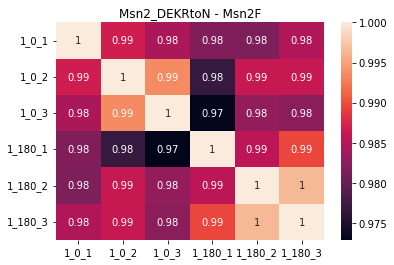 Msn2_DEKRtoN - Msn2F
1_0_1 1 0.99 0.98 0.98 0.98 0.98
1_0_2 0.99 1 0.99 0.98 0.99 0.99
1_0_3 0.98 0.99 1 0.97 0.98 0.98
1_180_1 0.98 0.98 0.97 1 0.99 0.99
1_180_2 0.98 0.99 0.98 0.99 1 1
1_180_3 0.98 0.99 0.98 0.99 1 1
1_0_1 1_0_2 1_0_3 1_180_1 1_180_2 1_180_3
1.000
0.995
0.990
0.985
0.980
0.975